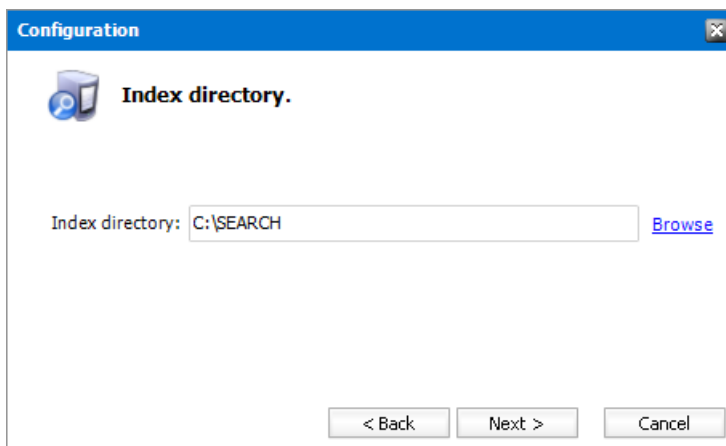 Configuration
Index directory.
Index directory: C:\SEARCH Browse
< Back Next > Cancel